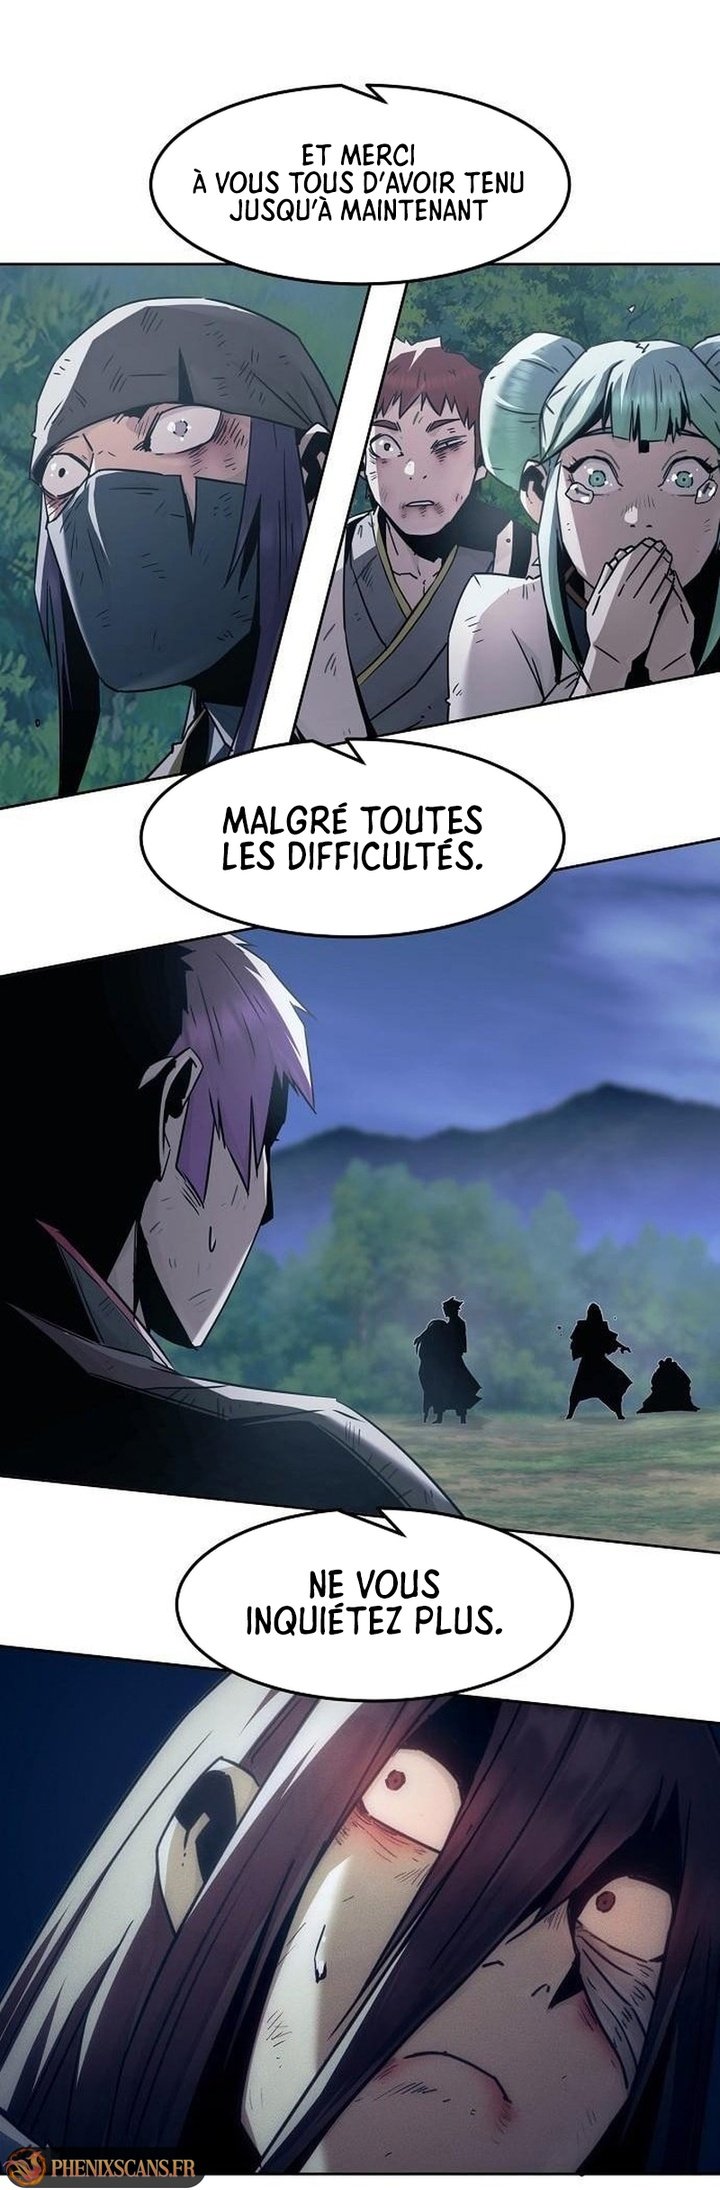 ET MERCI
À VOUS TOUS D'AVOIR TENU
JUSQU'À MAINTENANT
MALGRÉ TOUTES
LES DIFFICULTÉS.
NE VOUS
INQUIÉTEZ PLUS.
PHENIXSCANS.FR